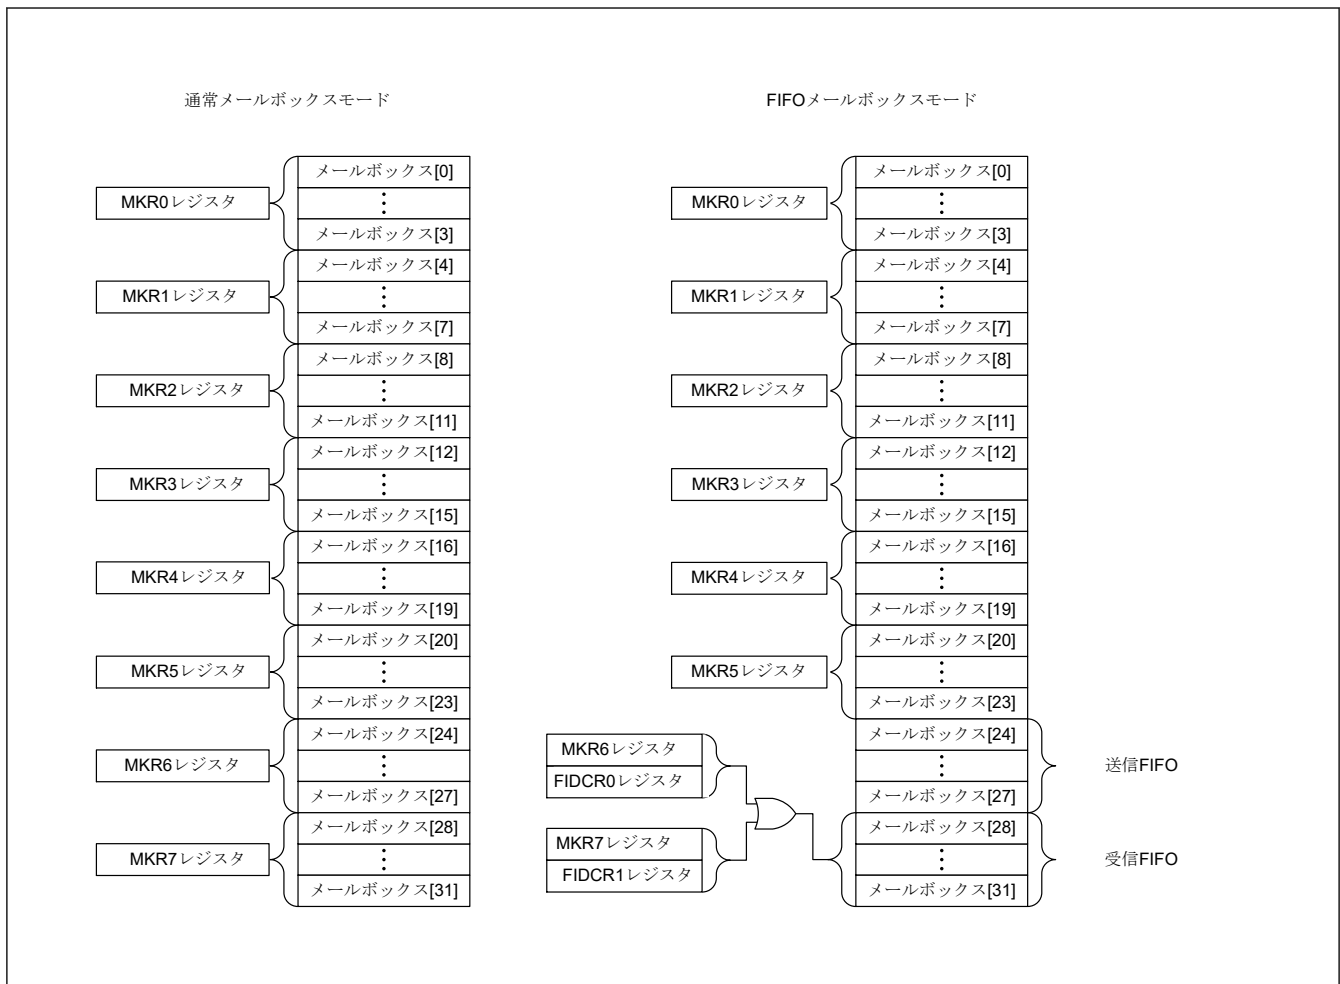 通常メールボックスモード
メールボックス[0]
MKR0レジスタ
メールボックス[3]
メールボックス[4]
MKR1レジスタ
メールボックス[7]
メールボックス[8]
MKR2レジスタ
メールボックス[11]
メールボックス[12]
MKR3レジスタ
メールボックス[15]
メールボックス[16]
MKR4レジスタ
メールボックス[19]
メールボックス[20]
MKR5レジスタ
メールボックス[23]
メールボックス[24]
MKR6レジスタ
メールボックス[27]
メールボックス[28]
MKR7レジスタ
メールボックス[31]
FIFOメールボックスモード
メールボックス[0]
MKR0レジスタ
メールボックス[3]
メールボックス[4]
MKR1レジスタ
メールボックス[7]
メールボックス[8]
MKR2レジスタ
メールボックス[11]
メールボックス[12]
MKR3レジスタ
メールボックス[15]
メールボックス[16]
MKR4レジスタ
メールボックス[19]
メールボックス[20]
MKR5レジスタ
メールボックス[23]
メールボックス[24]
MKR6レジスタ
送信FIFO
FIDCR0レジスタ
メールボックス[27]
メールボックス[28]
MKR7レジスタ
受信FIFO
FIDCR1レジスタ
メールボックス[31]